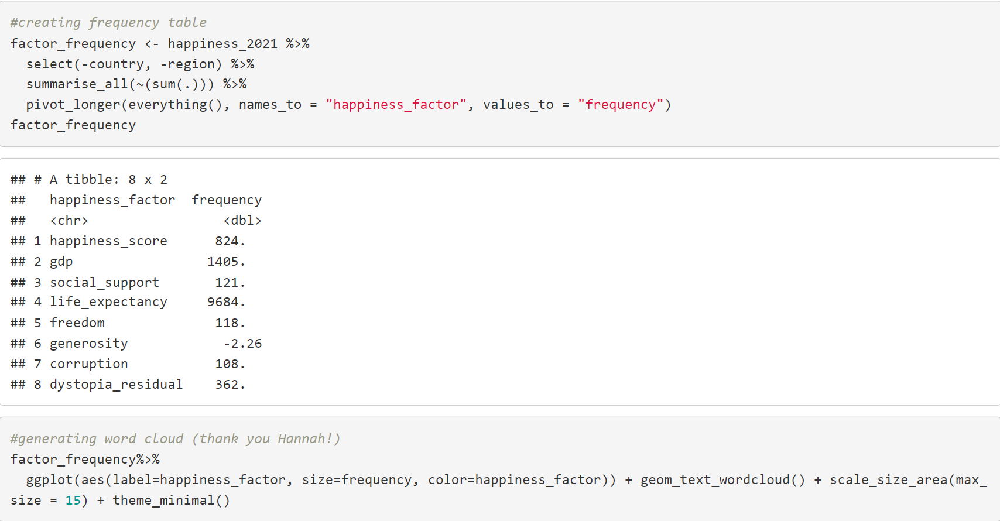 #creating frequency table
factor_frequency <- happiness_2021 %>%
  select(-country, -region) %>%
  summarise_all(~(sum(.))) %>%
  pivot_longer(everything(), names_to = "happiness_factor", values_to = "frequency")
factor_frequency
## # A tibble: 8 x 2
##   happiness_factor  frequency
##   <chr>                 <dbl>
## 1 happiness_score      824.
## 2 gdp                 1405.
## 3 social_support       121.
## 4 life_expectancy     9684.
## 5 freedom              118.
## 6 generosity            -2.26
## 7 corruption           108.
## 8 dystopia_residual    362.
#generating word cloud (thank you Hannah!)
factor_frequency%>%
  ggplot(aes(label=happiness_factor, size=frequency, color=happiness_factor)) + geom_text_wordcloud() + scale_size_area(max_
size = 15) + theme_minimal()